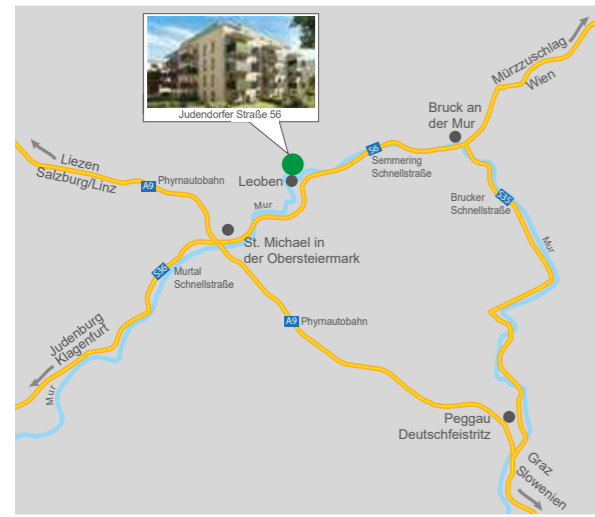 Judendorfer Straße 56
Mürzzuschlag
Wien
Bruck an
der Mur
Liezen
Salzburg/Linz
A9 Phyrnautobahn
Leoben
S6
Semmering
Schnellstraße
Brucker
Schnellstraße
S35
Mur
Mur
St. Michael in
der Obersteiermark
S36
Murtal
Schnellstraße
A9 Phyrnautobahn
Judenburg
Klagenfurt
Mur
Peggau
Deutschfeistritz
Graz
Slowenien